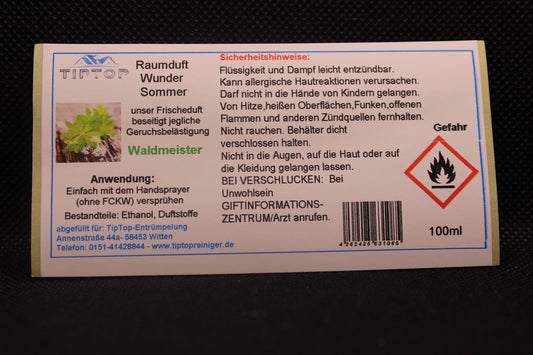 TIPTOP
Raumduft
Wunder
Sommer
unser Frischeduft
beseitigt jegliche
Geruchsbelästigung
Waldmeister
Anwendung:
Einfach mit dem Handsprayer
(ohne FCKW) versprühen
Bestandteile: Ethanol, Duftstoffe
abgefüllt für: TipTop-Entrümpelung
Annenstraße 44a- 58453 Witten
Telefon: 0151-41428844 - www.tiptopreiniger.de
Sicherheitshinweise:
Flüssigkeit und Dampf leicht entzündbar.
Kann allergische Hautreaktionen verursachen.
Darf nicht in die Hände von Kindern gelangen.
Von Hitze,heißen Oberflächen,Funken,offenen
Flammen und anderen Zündquellen fernhalten.
Nicht rauchen. Behälter dicht
verschlossen halten.
Nicht in die Augen, auf die Haut oder auf
die Kleidung gelangen lassen.
BEI VERSCHLUCKEN: Bei
Unwohlsein
GIFTINFORMATIONS-
ZENTRUM/Arzt anrufen.
Gefahr
100ml